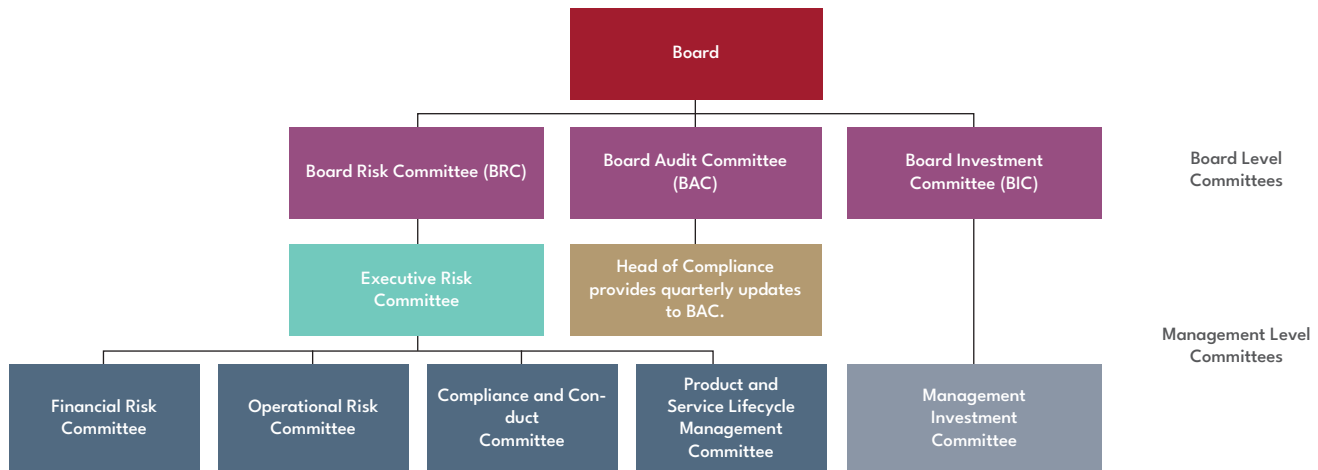 Board
Board Risk Committee (BRC)
Board Audit Committee
(BAC)
Board Investment
Committee (BIC)
Board Level
Committees
Executive Risk
Committee
Head of Compliance
provides quarterly updates
to BAC.
Management Level
Committees
Financial Risk
Committee
Operational Risk
Committee
Compliance and Con-
duct
Committee
Product and
Service Lifecycle
Management
Committee
Management
Investment
Committee